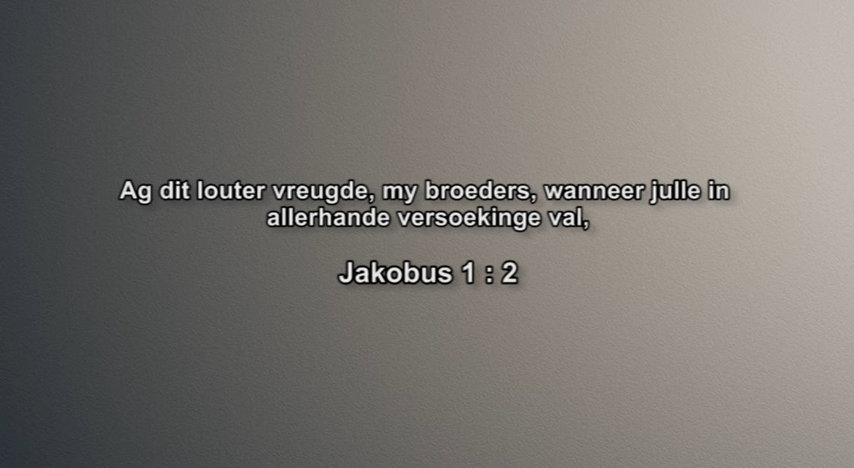 Ag dit louter vreugde, my broeders, wanneer julle in
allerhande versoekinge val,
Jakobus 1 : 2